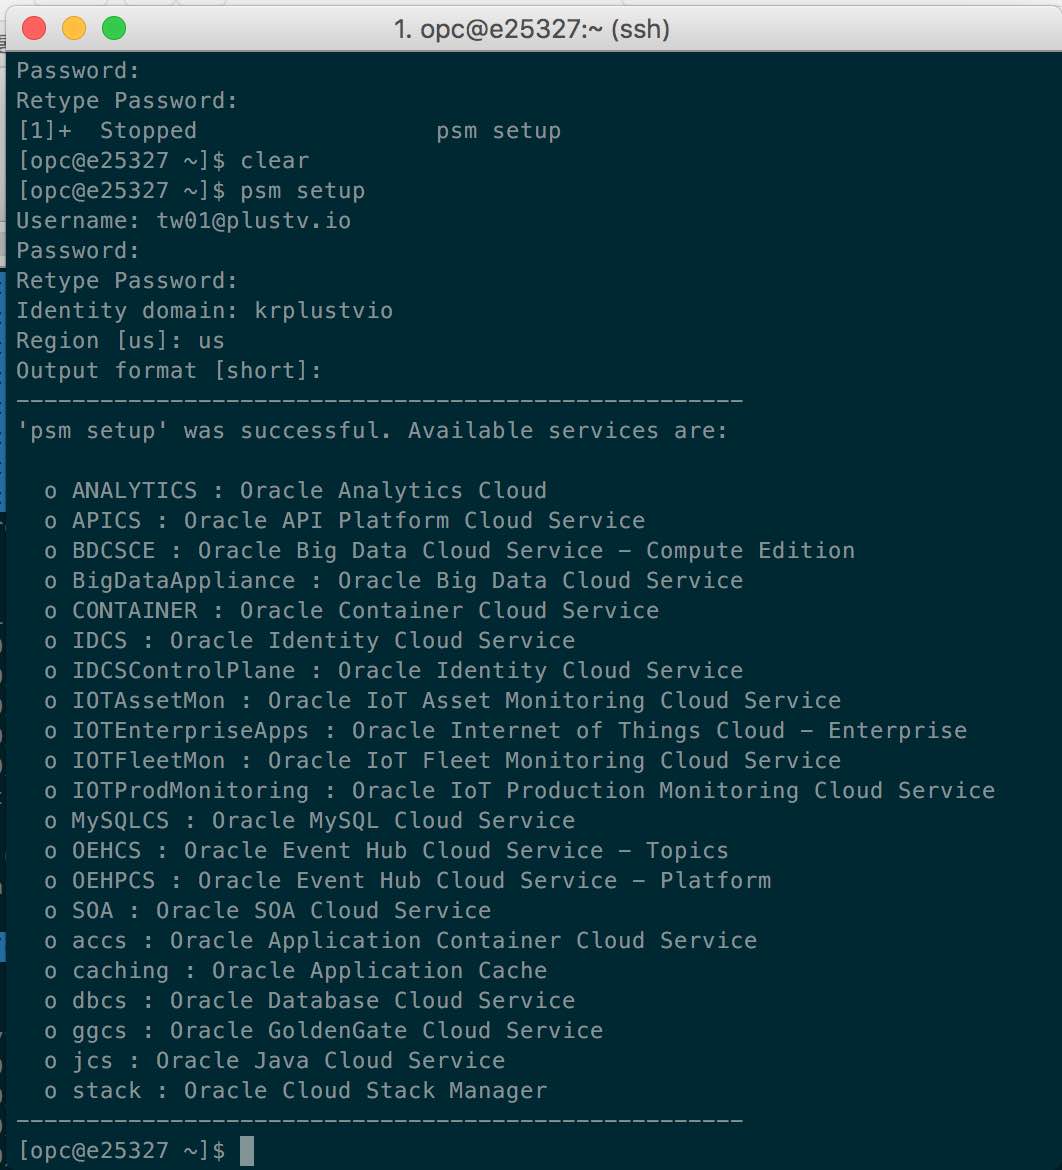 1. opc@e25327:~ (ssh)
Password:
Retype Password:
[1]+  Stopped                 psm setup
[opc@e25327 ~]$ clear
[opc@e25327 ~]$ psm setup
Username: tw01@plustv.io
Password:
Retype Password:
Identity domain: krplustvio
Region [us]: us
Output format [short]:
----------------------------------------------------
'psm setup' was successful. Available services are:

  o ANALYTICS : Oracle Analytics Cloud
  o APICS : Oracle API Platform Cloud Service
  o BDCSCE : Oracle Big Data Cloud Service - Compute Edition
  o BigDataAppliance : Oracle Big Data Cloud Service
  o CONTAINER : Oracle Container Cloud Service
  o IDCS : Oracle Identity Cloud Service
  o IDCSControlPlane : Oracle Identity Cloud Service
  o IOTAssetMon : Oracle IoT Asset Monitoring Cloud Service
  o IOTEnterpriseApps : Oracle Internet of Things Cloud - Enterprise
  o IOTFleetMon : Oracle IoT Fleet Monitoring Cloud Service
  o IOTProdMonitoring : Oracle IoT Production Monitoring Cloud Service
  o MySQLCS : Oracle MySQL Cloud Service
  o OEHCS : Oracle Event Hub Cloud Service - Topics
  o OEHPCS : Oracle Event Hub Cloud Service - Platform
  o SOA : Oracle SOA Cloud Service
  o accs : Oracle Application Container Cloud Service
  o caching : Oracle Application Cache
  o dbcs : Oracle Database Cloud Service
  o ggcs : Oracle GoldenGate Cloud Service
  o jcs : Oracle Java Cloud Service
  o stack : Oracle Cloud Stack Manager
----------------------------------------------------
[opc@e25327 ~]$